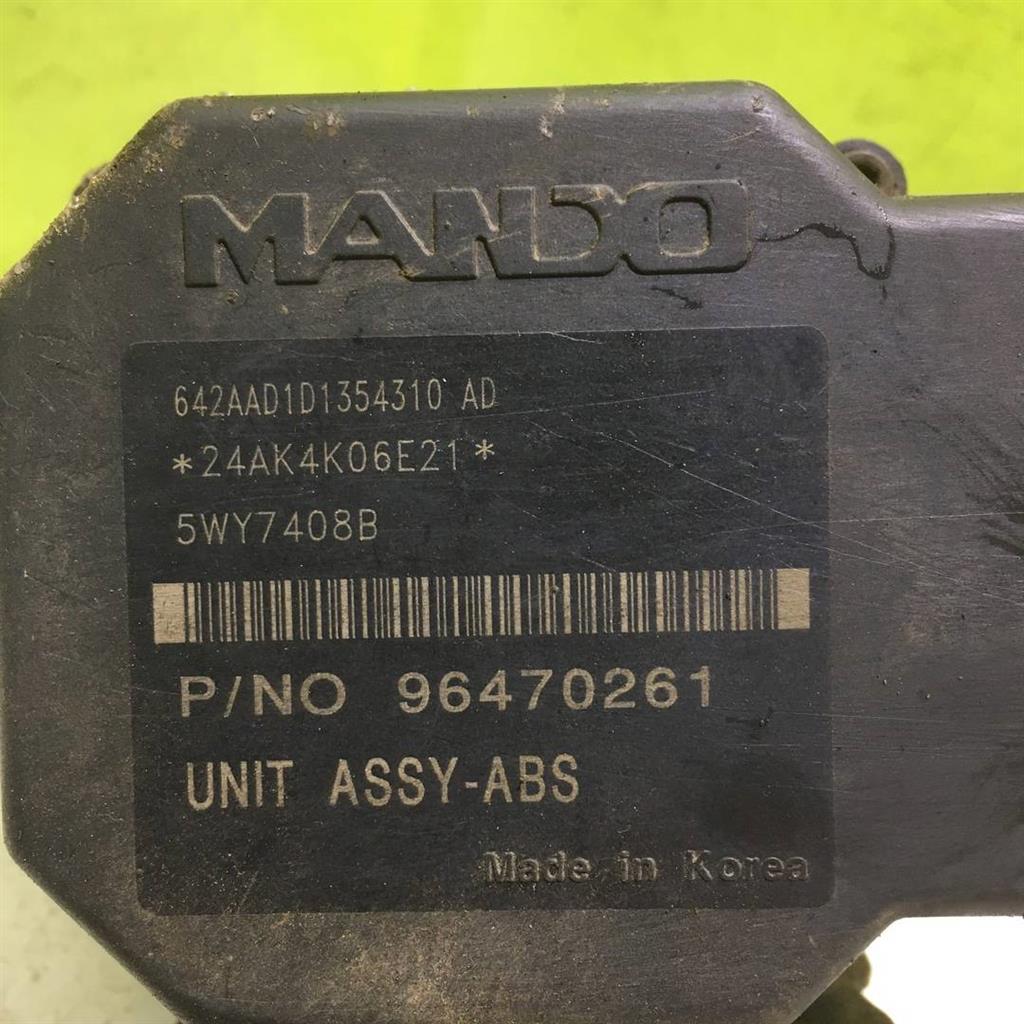 MANDO
642AAD1D1354310 AD
*24AK4K06E21*
5WY7408B
P/NO 96470261
UNIT ASSY-ABS
Made in Korea